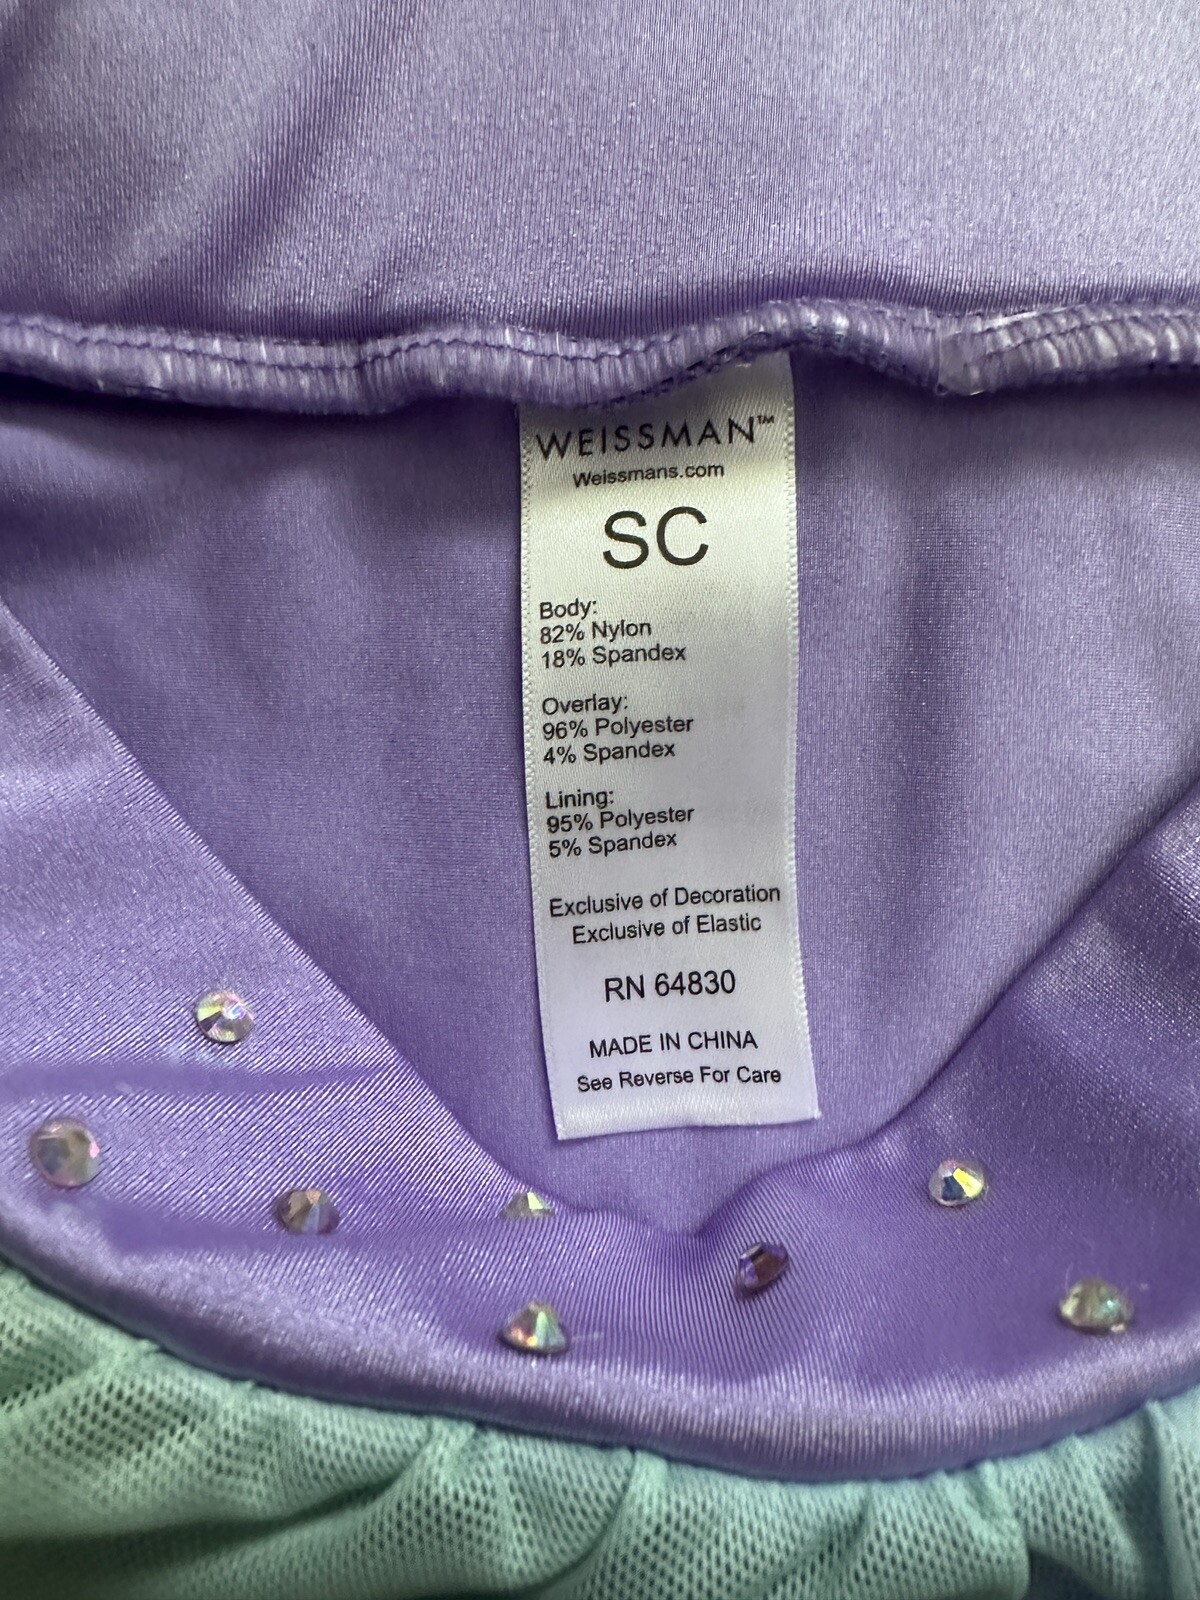 WEISSMAN™
Weissmans.com
SC
Body:
82% Nylon
18% Spandex
Overlay:
96% Polyester
4% Spandex
Lining:
95% Polyester
5% Spandex
Exclusive of Decoration
Exclusive of Elastic
RN 64830
MADE IN CHINA
See Reverse For Care